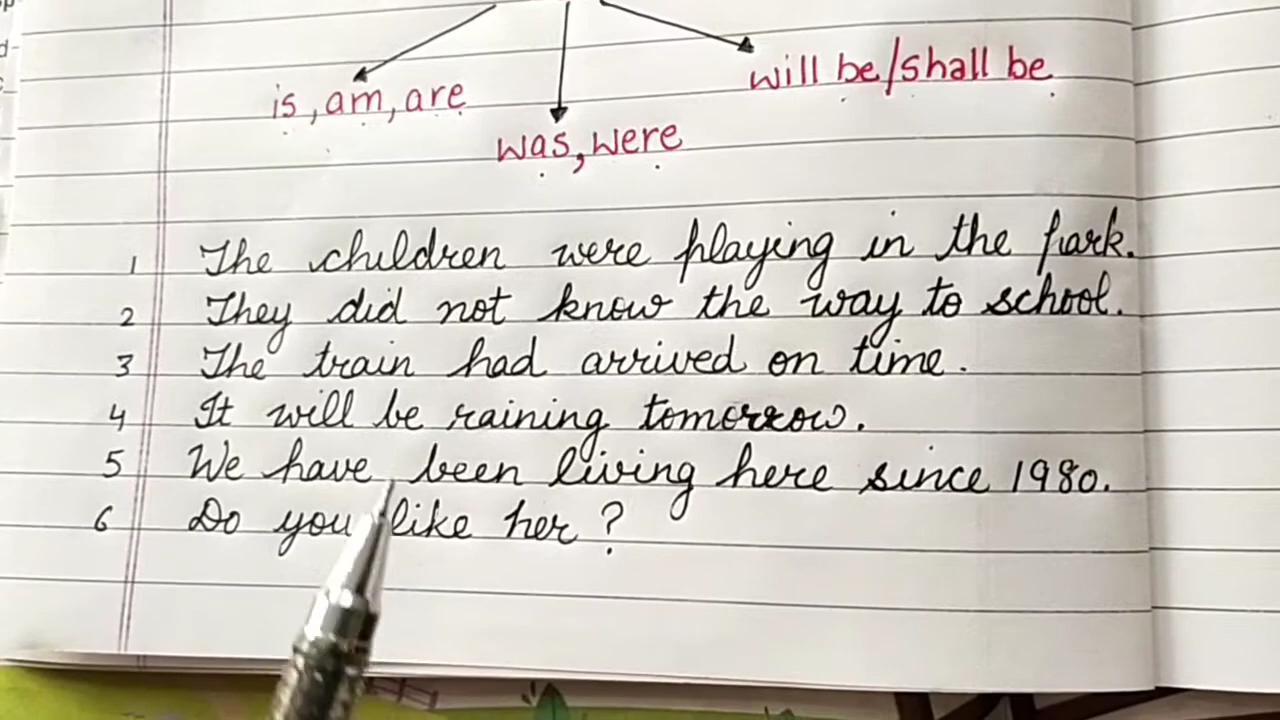 is, am, are
was, were
will be/shall be
1 The children were playing in the park.
2 They did not know the way to school.
3 The train had arrived on time.
4 It will be raining tomorrow.
5 We have been living here since 1980.
6 Do you like her?